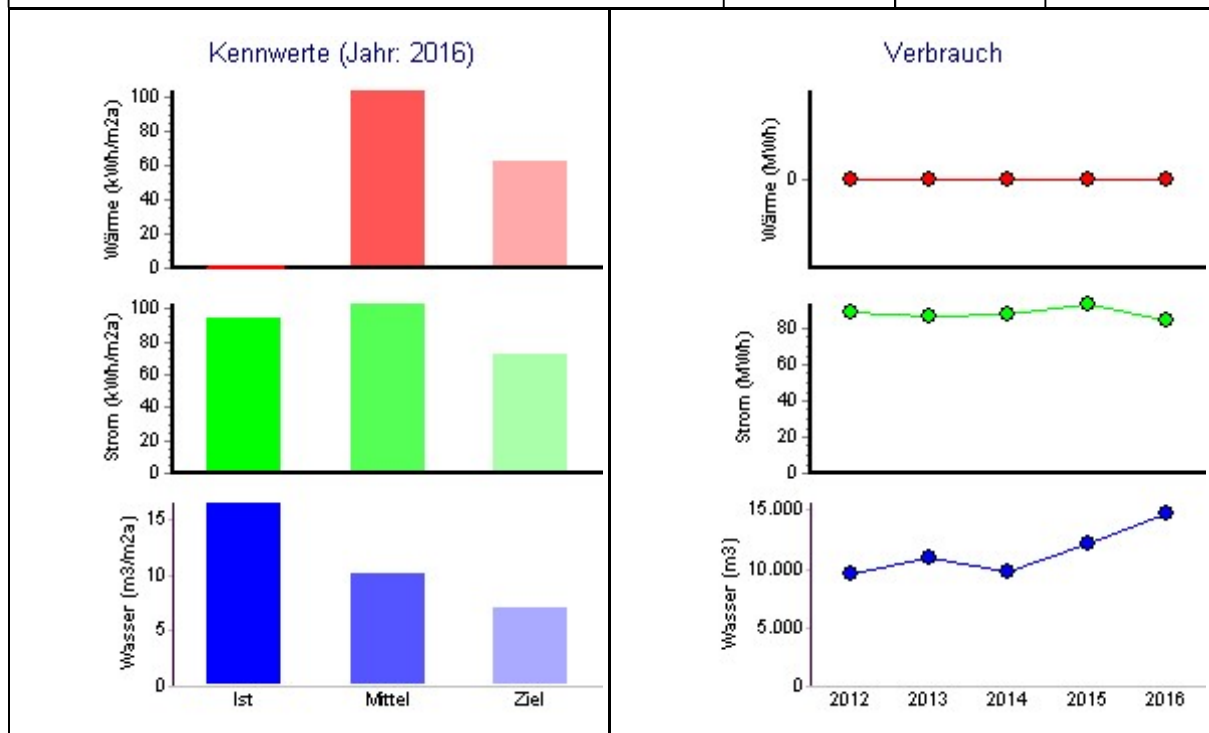 Kennwerte (Jahr: 2016)
Wärme (kWh/m2a)
100
80
60
40
20
0
Strom (kWh/m2a)
100
80
60
40
20
0
Wasser (m3/m2a)
15
10
5
0
Ist Mittel Ziel
Verbrauch
Wärme (MWh)
0
Strom (MWh)
80
60
40
20
0
Wasser (m3)
15.000
10.000
5.000
0
2012 2013 2014 2015 2016